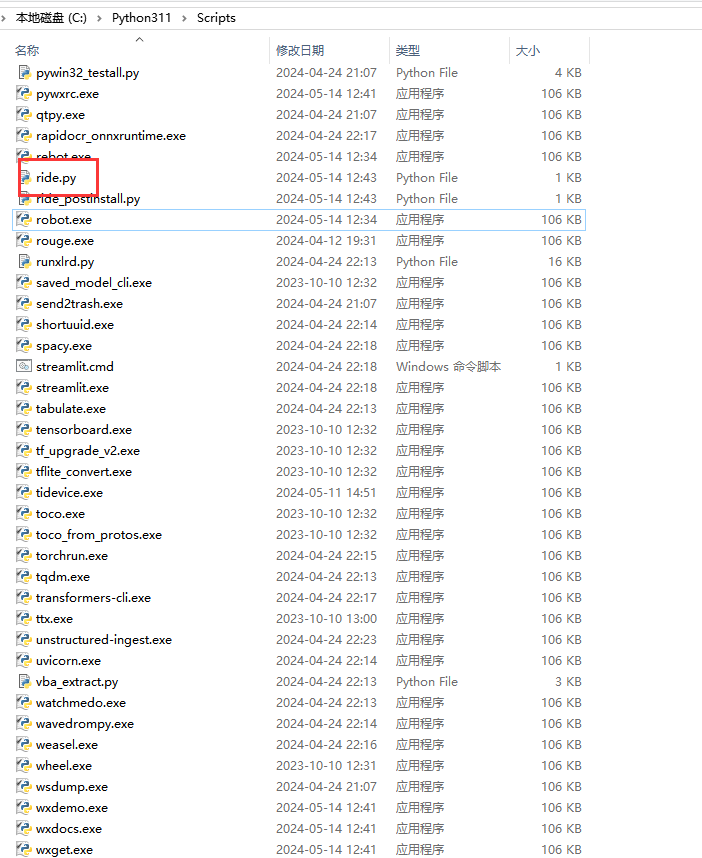 本地磁盘 (C:) › Python311 › Scripts
名称 修改日期 类型 大小
pywin32_testall.py 2024-04-24 21:07 Python File 4 KB
pywxrc.exe 2024-05-14 12:41 应用程序 106 KB
qtpy.exe 2024-04-24 21:07 应用程序 106 KB
rapidocr_onnxruntime.exe 2024-04-24 22:17 应用程序 106 KB
rebot.exe 2024-05-14 12:34 应用程序 106 KB
ride.py 2024-05-14 12:43 Python File 1 KB
ride_postinstall.py 2024-05-14 12:43 Python File 1 KB
robot.exe 2024-05-14 12:34 应用程序 106 KB
rouge.exe 2024-04-12 19:31 应用程序 106 KB
runxlrd.py 2024-04-24 22:13 Python File 16 KB
saved_model_cli.exe 2023-10-10 12:32 应用程序 106 KB
send2trash.exe 2024-04-24 21:07 应用程序 106 KB
shortuuid.exe 2024-04-24 22:14 应用程序 106 KB
spacy.exe 2024-04-24 22:16 应用程序 106 KB
streamlit.cmd 2024-04-24 22:18 Windows 命令脚本 1 KB
streamlit.exe 2024-04-24 22:18 应用程序 106 KB
tabulate.exe 2024-04-24 22:13 应用程序 106 KB
tensorboard.exe 2023-10-10 12:32 应用程序 106 KB
tf_upgrade_v2.exe 2023-10-10 12:32 应用程序 106 KB
tflite_convert.exe 2023-10-10 12:32 应用程序 106 KB
tidevice.exe 2024-05-11 14:51 应用程序 106 KB
toco.exe 2023-10-10 12:32 应用程序 106 KB
toco_from_protos.exe 2023-10-10 12:32 应用程序 106 KB
torchrun.exe 2024-04-24 22:15 应用程序 106 KB
tqdm.exe 2024-04-24 22:13 应用程序 106 KB
transformers-cli.exe 2024-04-24 22:17 应用程序 106 KB
ttx.exe 2023-10-10 13:00 应用程序 106 KB
unstructured-ingest.exe 2024-04-24 22:23 应用程序 106 KB
uvicorn.exe 2024-04-24 22:14 应用程序 106 KB
vba_extract.py 2024-04-24 22:13 Python File 3 KB
watchmedo.exe 2024-04-24 22:13 应用程序 106 KB
wavedrompy.exe 2024-04-24 22:14 应用程序 106 KB
weasel.exe 2024-04-24 22:16 应用程序 106 KB
wheel.exe 2023-10-10 12:31 应用程序 106 KB
wsdump.exe 2024-04-24 21:07 应用程序 106 KB
wxdemo.exe 2024-05-14 12:41 应用程序 106 KB
wxdocs.exe 2024-05-14 12:41 应用程序 106 KB
wxget.exe 2024-05-14 12:41 应用程序 106 KB